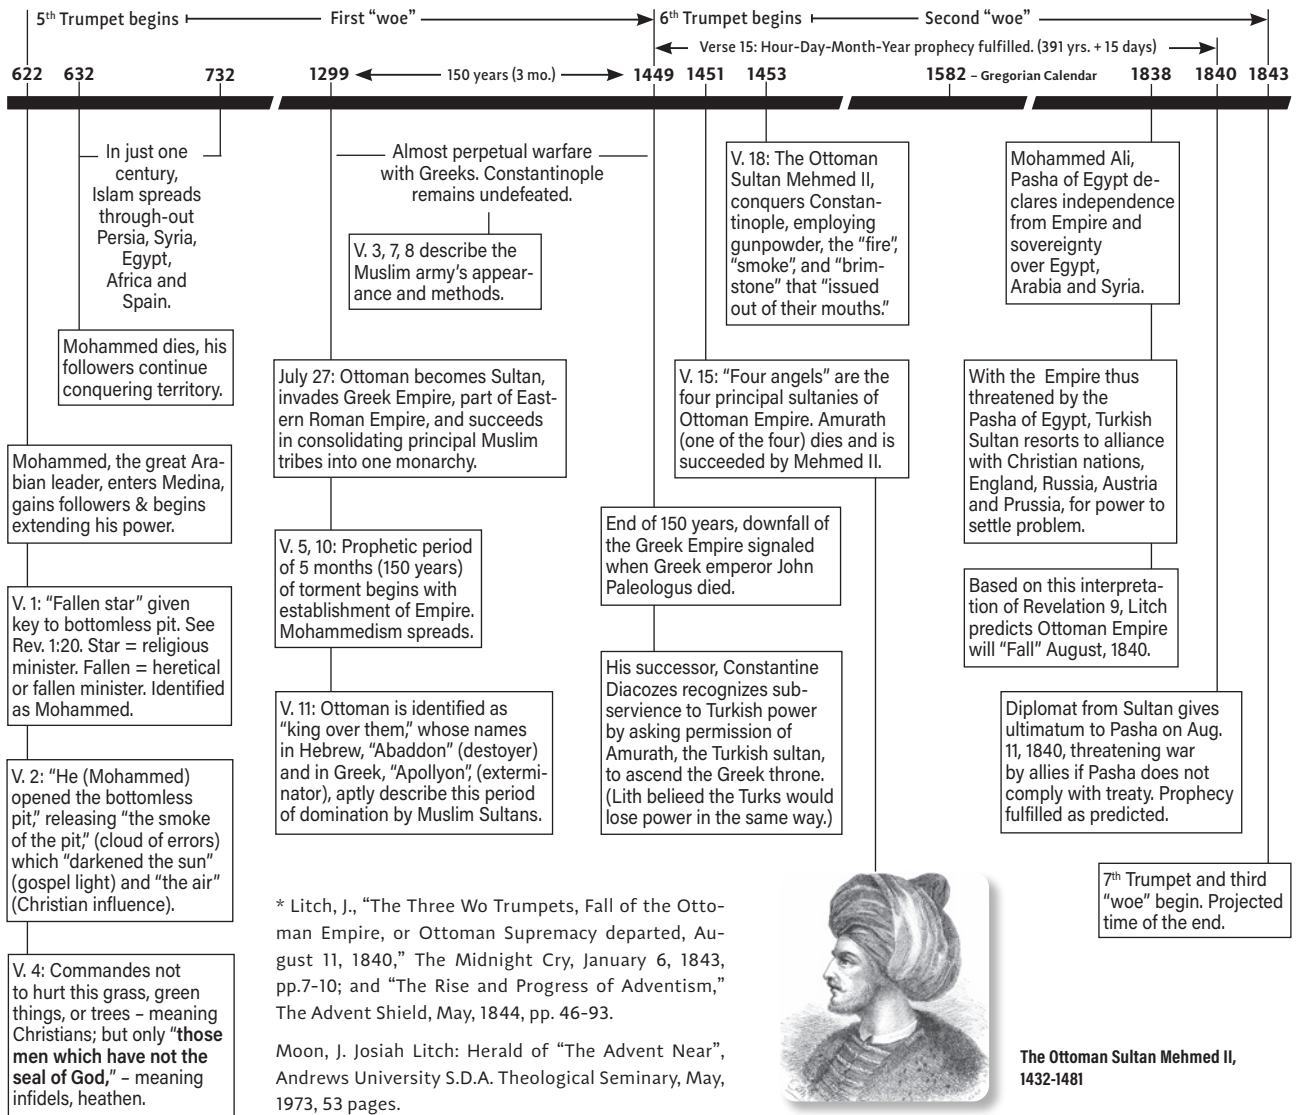 5th Trumpet begins
First “woe”
6th Trumpet begins
Second “woe”
Verse 15: Hour-Day-Month-Year prophecy fulfilled. (391 yrs. + 15 days)
622 632 732 1299 150 years (3 mo.) 1449 1451 1453 1582 – Gregorian Calendar 1838 1840 1843
In just one
century,
Islam spreads
through-out
Persia, Syria,
Egypt,
Africa and
Spain.
Mohammed dies, his
followers continue
conquering territory.
Mohammed, the great Ara-
bian leader, enters Medina,
gains followers & begins
extending his power.
V. 1: “Fallen star” given
key to bottomless pit. See
Rev. 1:20. Star = religious
minister. Fallen = heretical
or fallen minister. Identified
as Mohammed.
V. 2: “He (Mohammed)
opened the bottomless
pit,” releasing “the smoke
of the pit,” (cloud of errors)
which “darkened the sun”
(gospel light) and “the air”
(Christian influence).
V. 4: Commandes not
to hurt this grass, green
things, or trees – meaning
Christians; but only “those
men which have not the
seal of God,” – meaning
infidels, heathen.
Almost perpetual warfare
with Greeks. Constantinople
remains undefeated.
V. 3, 7, 8 describe the
Muslim army’s appear-
ance and methods.
July 27: Ottoman becomes Sultan,
invades Greek Empire, part of East-
ern Roman Empire, and succeeds
in consolidating principal Muslim
tribes into one monarchy.
V. 5, 10: Prophetic period
of 5 months (150 years)
of torment begins with
establishment of Empire.
Mohammedism spreads.
V. 11: Ottoman is identified as
“king over them,” whose names
in Hebrew, “Abaddon” (destoyer)
and in Greek, “Apollyon”, (extermi-
nator), aptly describe this period
of domination by Muslim Sultans.
V. 18: The Ottoman
Sultan Mehmed II,
conquers Constan-
tinople, employing
gunpowder, the “fire”,
“smoke”, and “brim-
stone” that “issued
out of their mouths.”
V. 15: “Four angels” are the
four principal sultanies of
Ottoman Empire. Amurath
(one of the four) dies and is
succeeded by Mehmed II.
End of 150 years, downfall of
the Greek Empire signaled
when Greek emperor John
Paleologus died.
His successor, Constantine
Diacozes recognizes sub-
servience to Turkish power
by asking permission of
Amurath, the Turkish sultan,
to ascend the Greek throne.
(Lith belieed the Turks would
lose power in the same way.)
Mohammed Ali,
Pasha of Egypt de-
clares independence
from Empire and
sovereignty
over Egypt,
Arabia and Syria.
With the Empire thus
threatened by the
Pasha of Egypt, Turkish
Sultan resorts to alliance
with Christian nations,
England, Russia, Austria
and Prussia, for power to
settle problem.
Based on this interpreta-
tion of Revelation 9, Litch
predicts Ottoman Empire
will “Fall” August, 1840.
Diplomat from Sultan gives
ultimatum to Pasha on Aug.
11, 1840, threatening war
by allies if Pasha does not
comply with treaty. Prophecy
fulfilled as predicted.
7th Trumpet and third
“woe” begin. Projected
time of the end.
* Litch, J., “The Three Wo Trumpets, Fall of the Otto-
man Empire, or Ottoman Supremacy departed, Au-
gust 11, 1840,” The Midnight Cry, January 6, 1843,
pp.7-10; and “The Rise and Progress of Adventism,”
The Advent Shield, May, 1844, pp. 46-93.
Moon, J. Josiah Litch: Herald of “The Advent Near”,
Andrews University S.D.A. Theological Seminary, May,
1973, 53 pages.
The Ottoman Sultan Mehmed II,
1432-1481